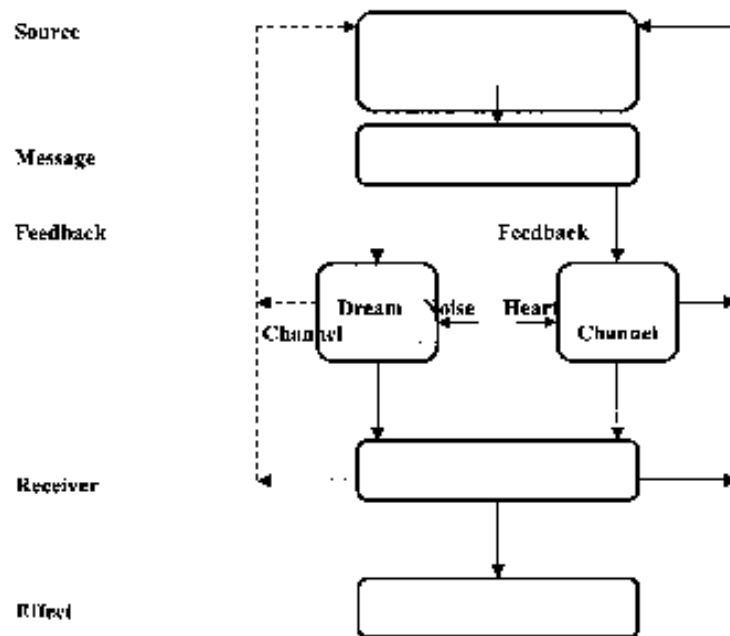 Source
Message
Feedback Feedback
Dream Noise Heart
Channel Channel
Receiver
Effect